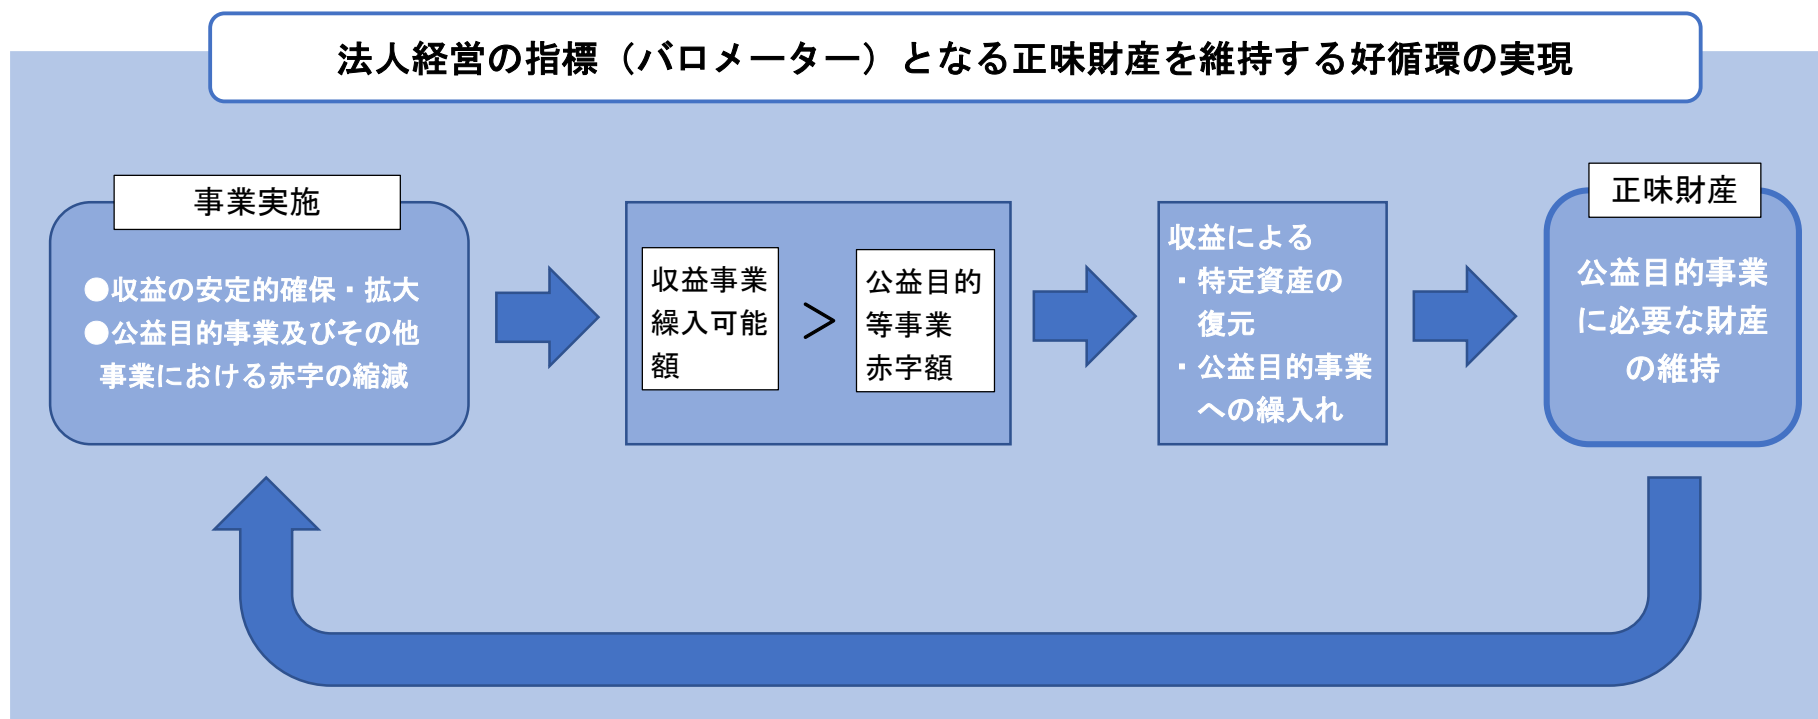 法人経営の指標（バロメーター）となる正味財産を維持する好循環の実現
事業実施
●収益の安定的確保・拡大
●公益目的事業及びその他
事業における赤字の縮減
収益事業
繰入可能
額
＞
公益目的
等事業
赤字額
収益による
・特定資産の
復元
・公益目的事業
への繰入れ
正味財産
公益目的事業
に必要な財産
の維持